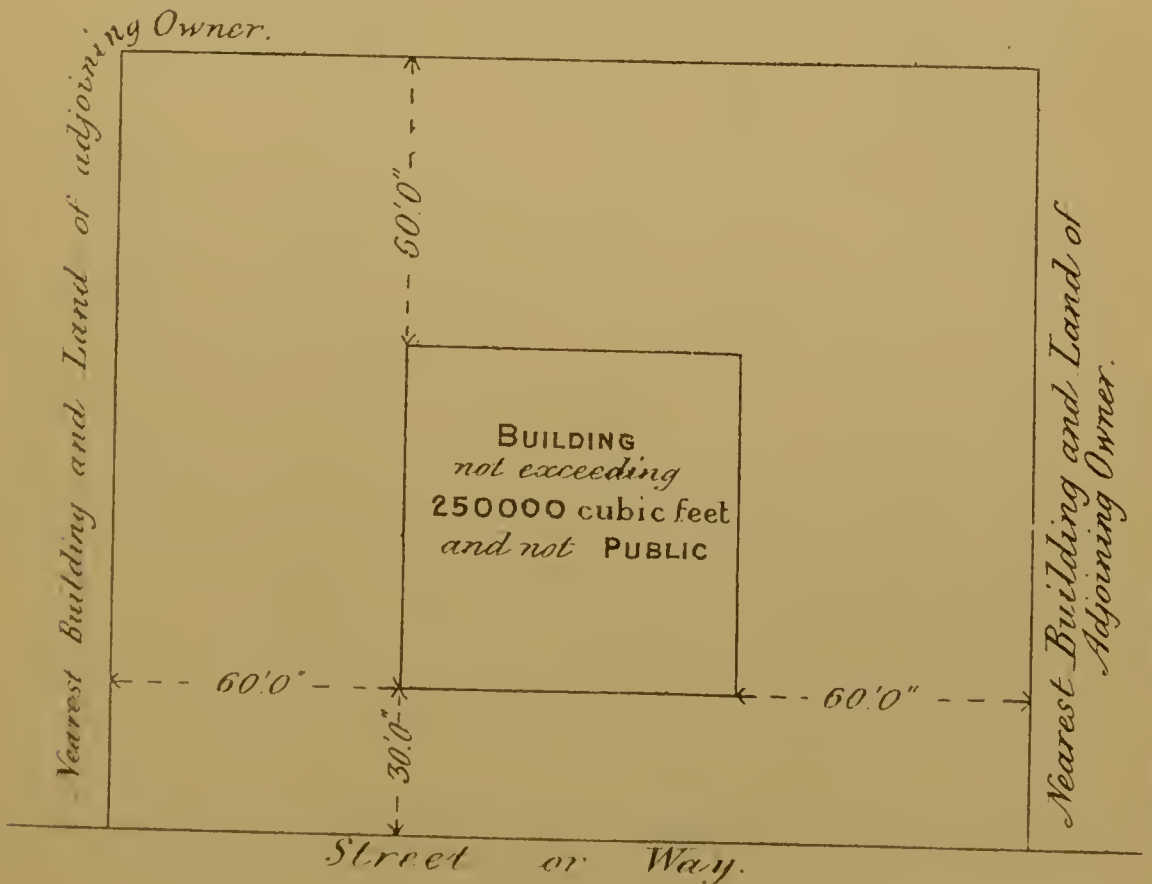 Nearest Building and Land of adjoining Owner.
60'0"
BUILDING
not exceeding
250000 cubic feet
and not PUBLIC
60'0"
60'0"
30'0"
Nearest Building and Land of
Adjoining Owner.
Street or Way.